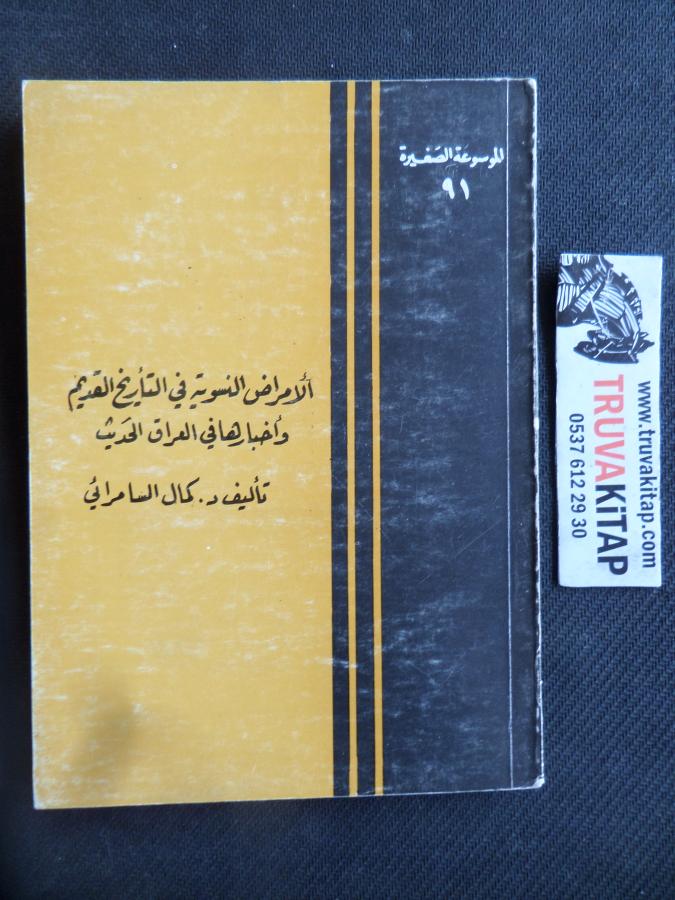 الموسوعة الصغيرة
٩١
الأمراض النسوية في التأريخ القديم
وأخبارها في العراق الحديث
تأليف د. كمال السامرائي
www.truvakitap.com
TRUVAKiTAP
0537 612 29 30